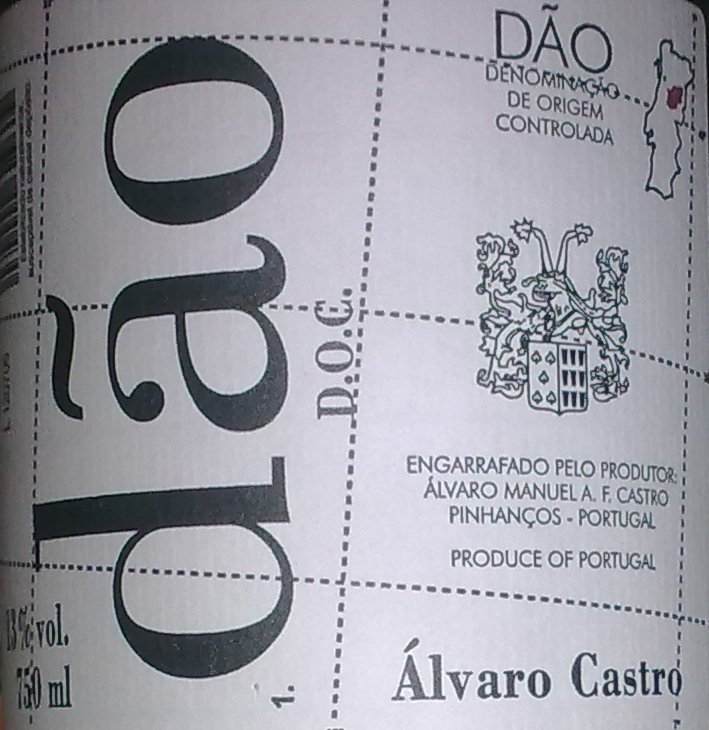 DÃO
DENOMINAÇÃO
DE ORIGEM
CONTROLADA
dão
D.O.C.
ENGARRAFADO PELO PRODUTOR:
ÁLVARO MANUEL A. F. CASTRO
PINHANÇOS - PORTUGAL
PRODUCE OF PORTUGAL
13% vol.
750 ml
1.
Álvaro Castro